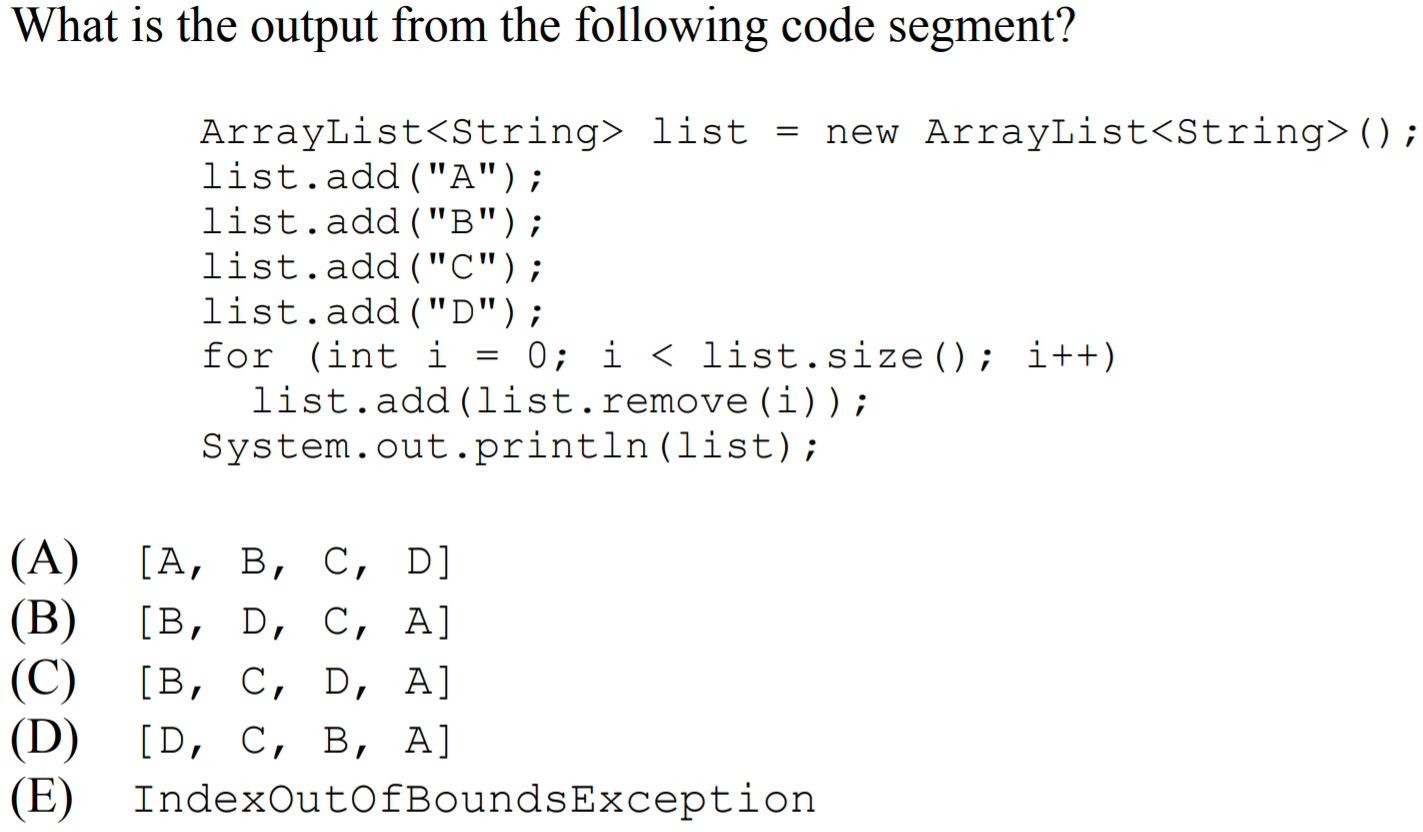 What is the output from the following code segment?
ArrayList<String> list = new ArrayList<String>();
list.add("A");
list.add("B");
list.add("C");
list.add("D");
for (int i = 0; i < list.size(); i++)
  list.add(list.remove(i));
System.out.println(list);
(A) [A, B, C, D]
(B) [B, D, C, A]
(C) [B, C, D, A]
(D) [D, C, B, A]
(E) IndexOutOfBoundsException